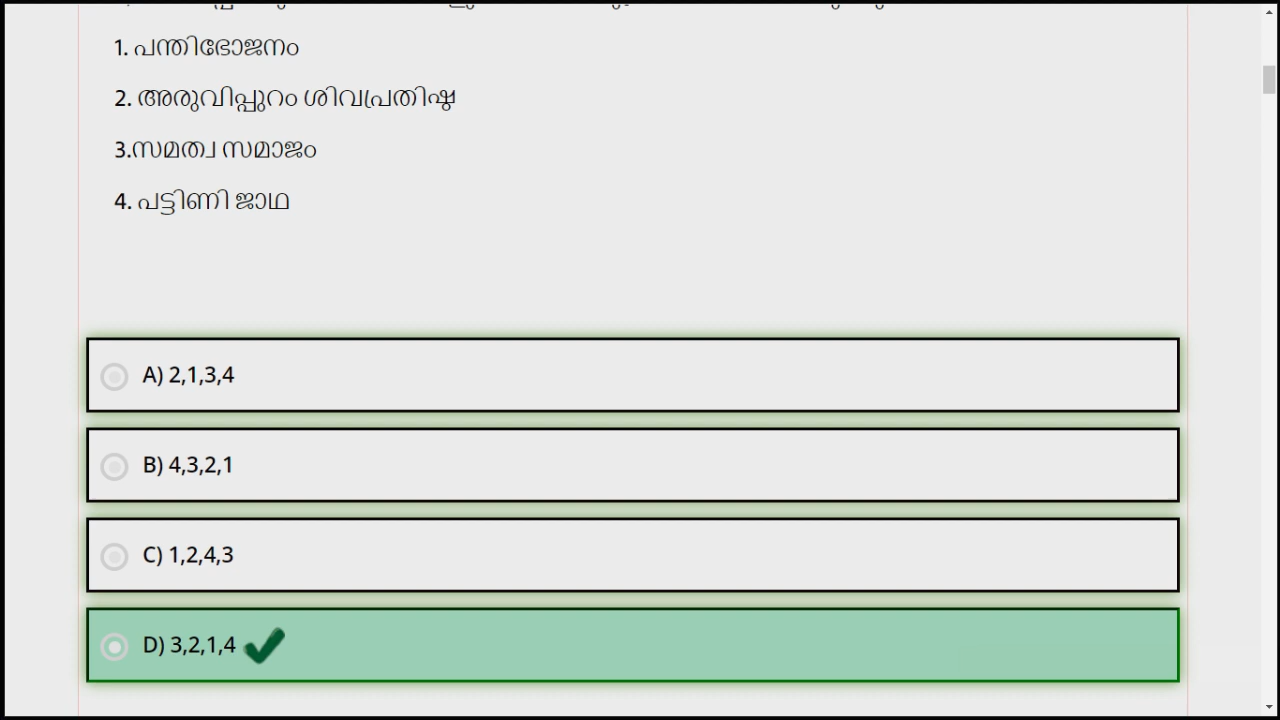 1. പന്തിഭോജനം
2. അരുവിപ്പുറം ശിവപ്രതിഷ്ഠ
3.സമത്വ സമാജം
4. പട്ടിണി ജാഥ
A) 2,1,3,4
B) 4,3,2,1
C) 1,2,4,3
D) 3,2,1,4